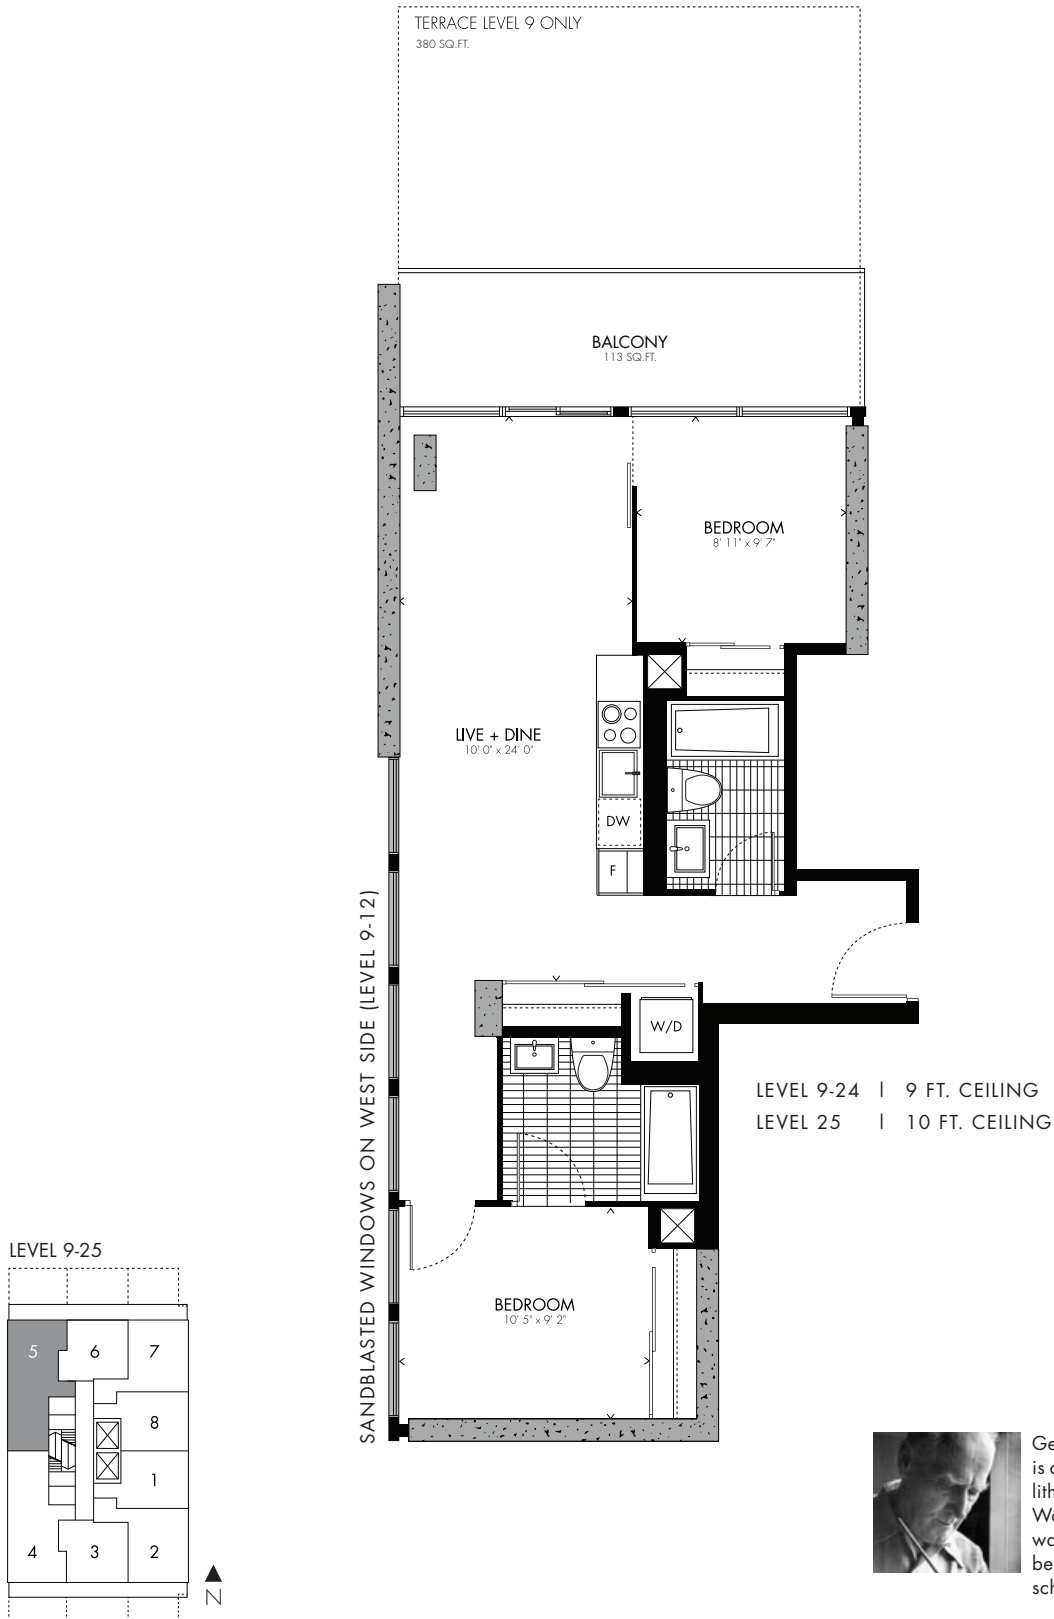 TERRACE LEVEL 9 ONLY
380 SQ.FT.
BALCONY
113 SQ.FT.
BEDROOM
8' 11" x 9' 7"
LIVE + DINE
10' 0" x 24' 0"
DW
F
SANDBLASTED WINDOWS ON WEST SIDE (LEVEL 9-12)
W/D
LEVEL 9-24 | 9 FT. CEILING
LEVEL 25 | 10 FT. CEILING
BEDROOM
10' 5" x 9' 2"
LEVEL 9-25
5 6 7
8
1
4 3 2
N
Ge
is
lith
Wa
wa
be
sch